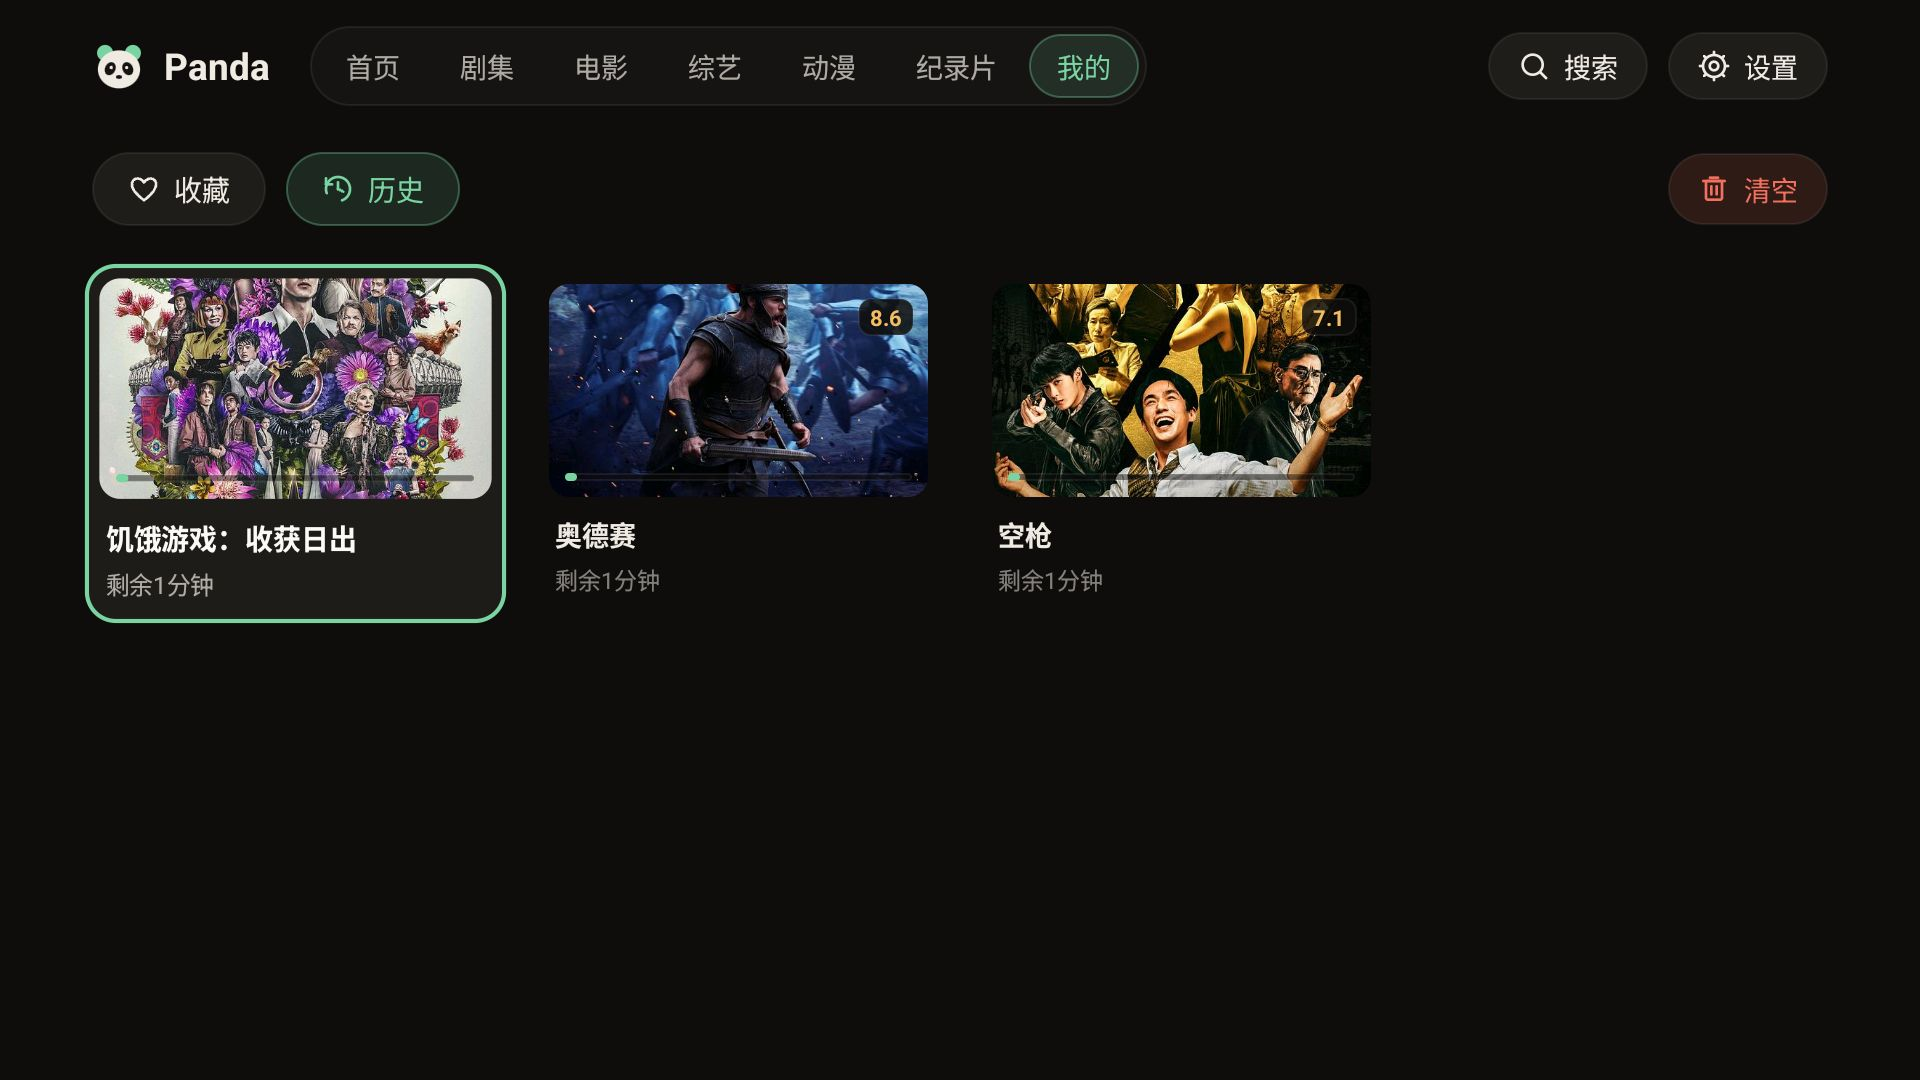 Panda
首页
剧集
电影
综艺
动漫
纪录片
我的
搜索
设置
收藏
历史
清空
8.6
7.1
饥饿游戏：收获日出
剩余1分钟
奥德赛
剩余1分钟
空枪
剩余1分钟